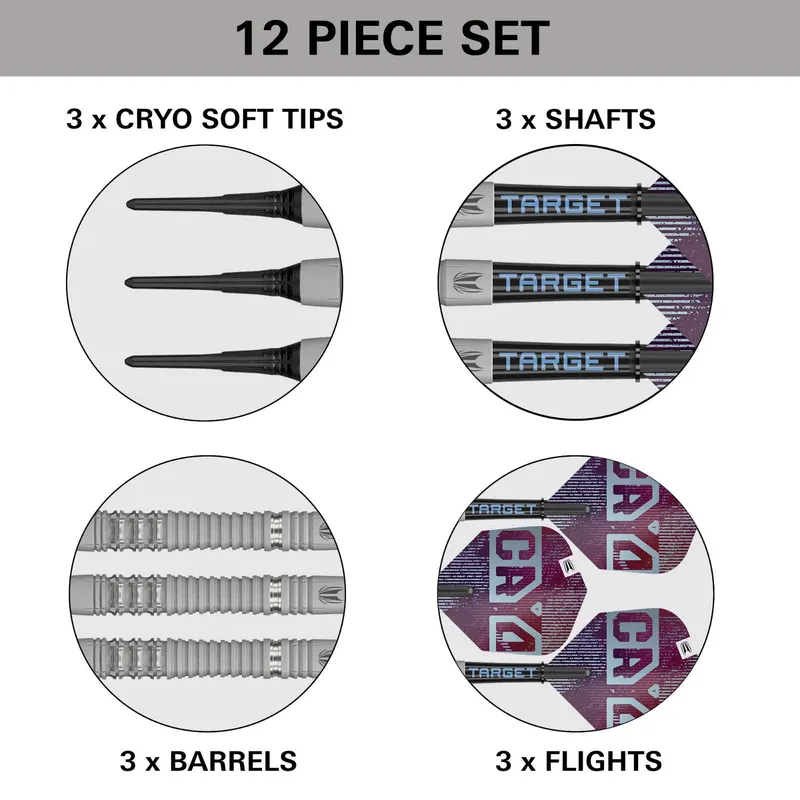 12 PIECE SET
3 x CRYO SOFT TIPS
3 x SHAFTS
TARGET
TARGET
TARGET
3 x BARRELS
3 x FLIGHTS
TARGET
TARGET